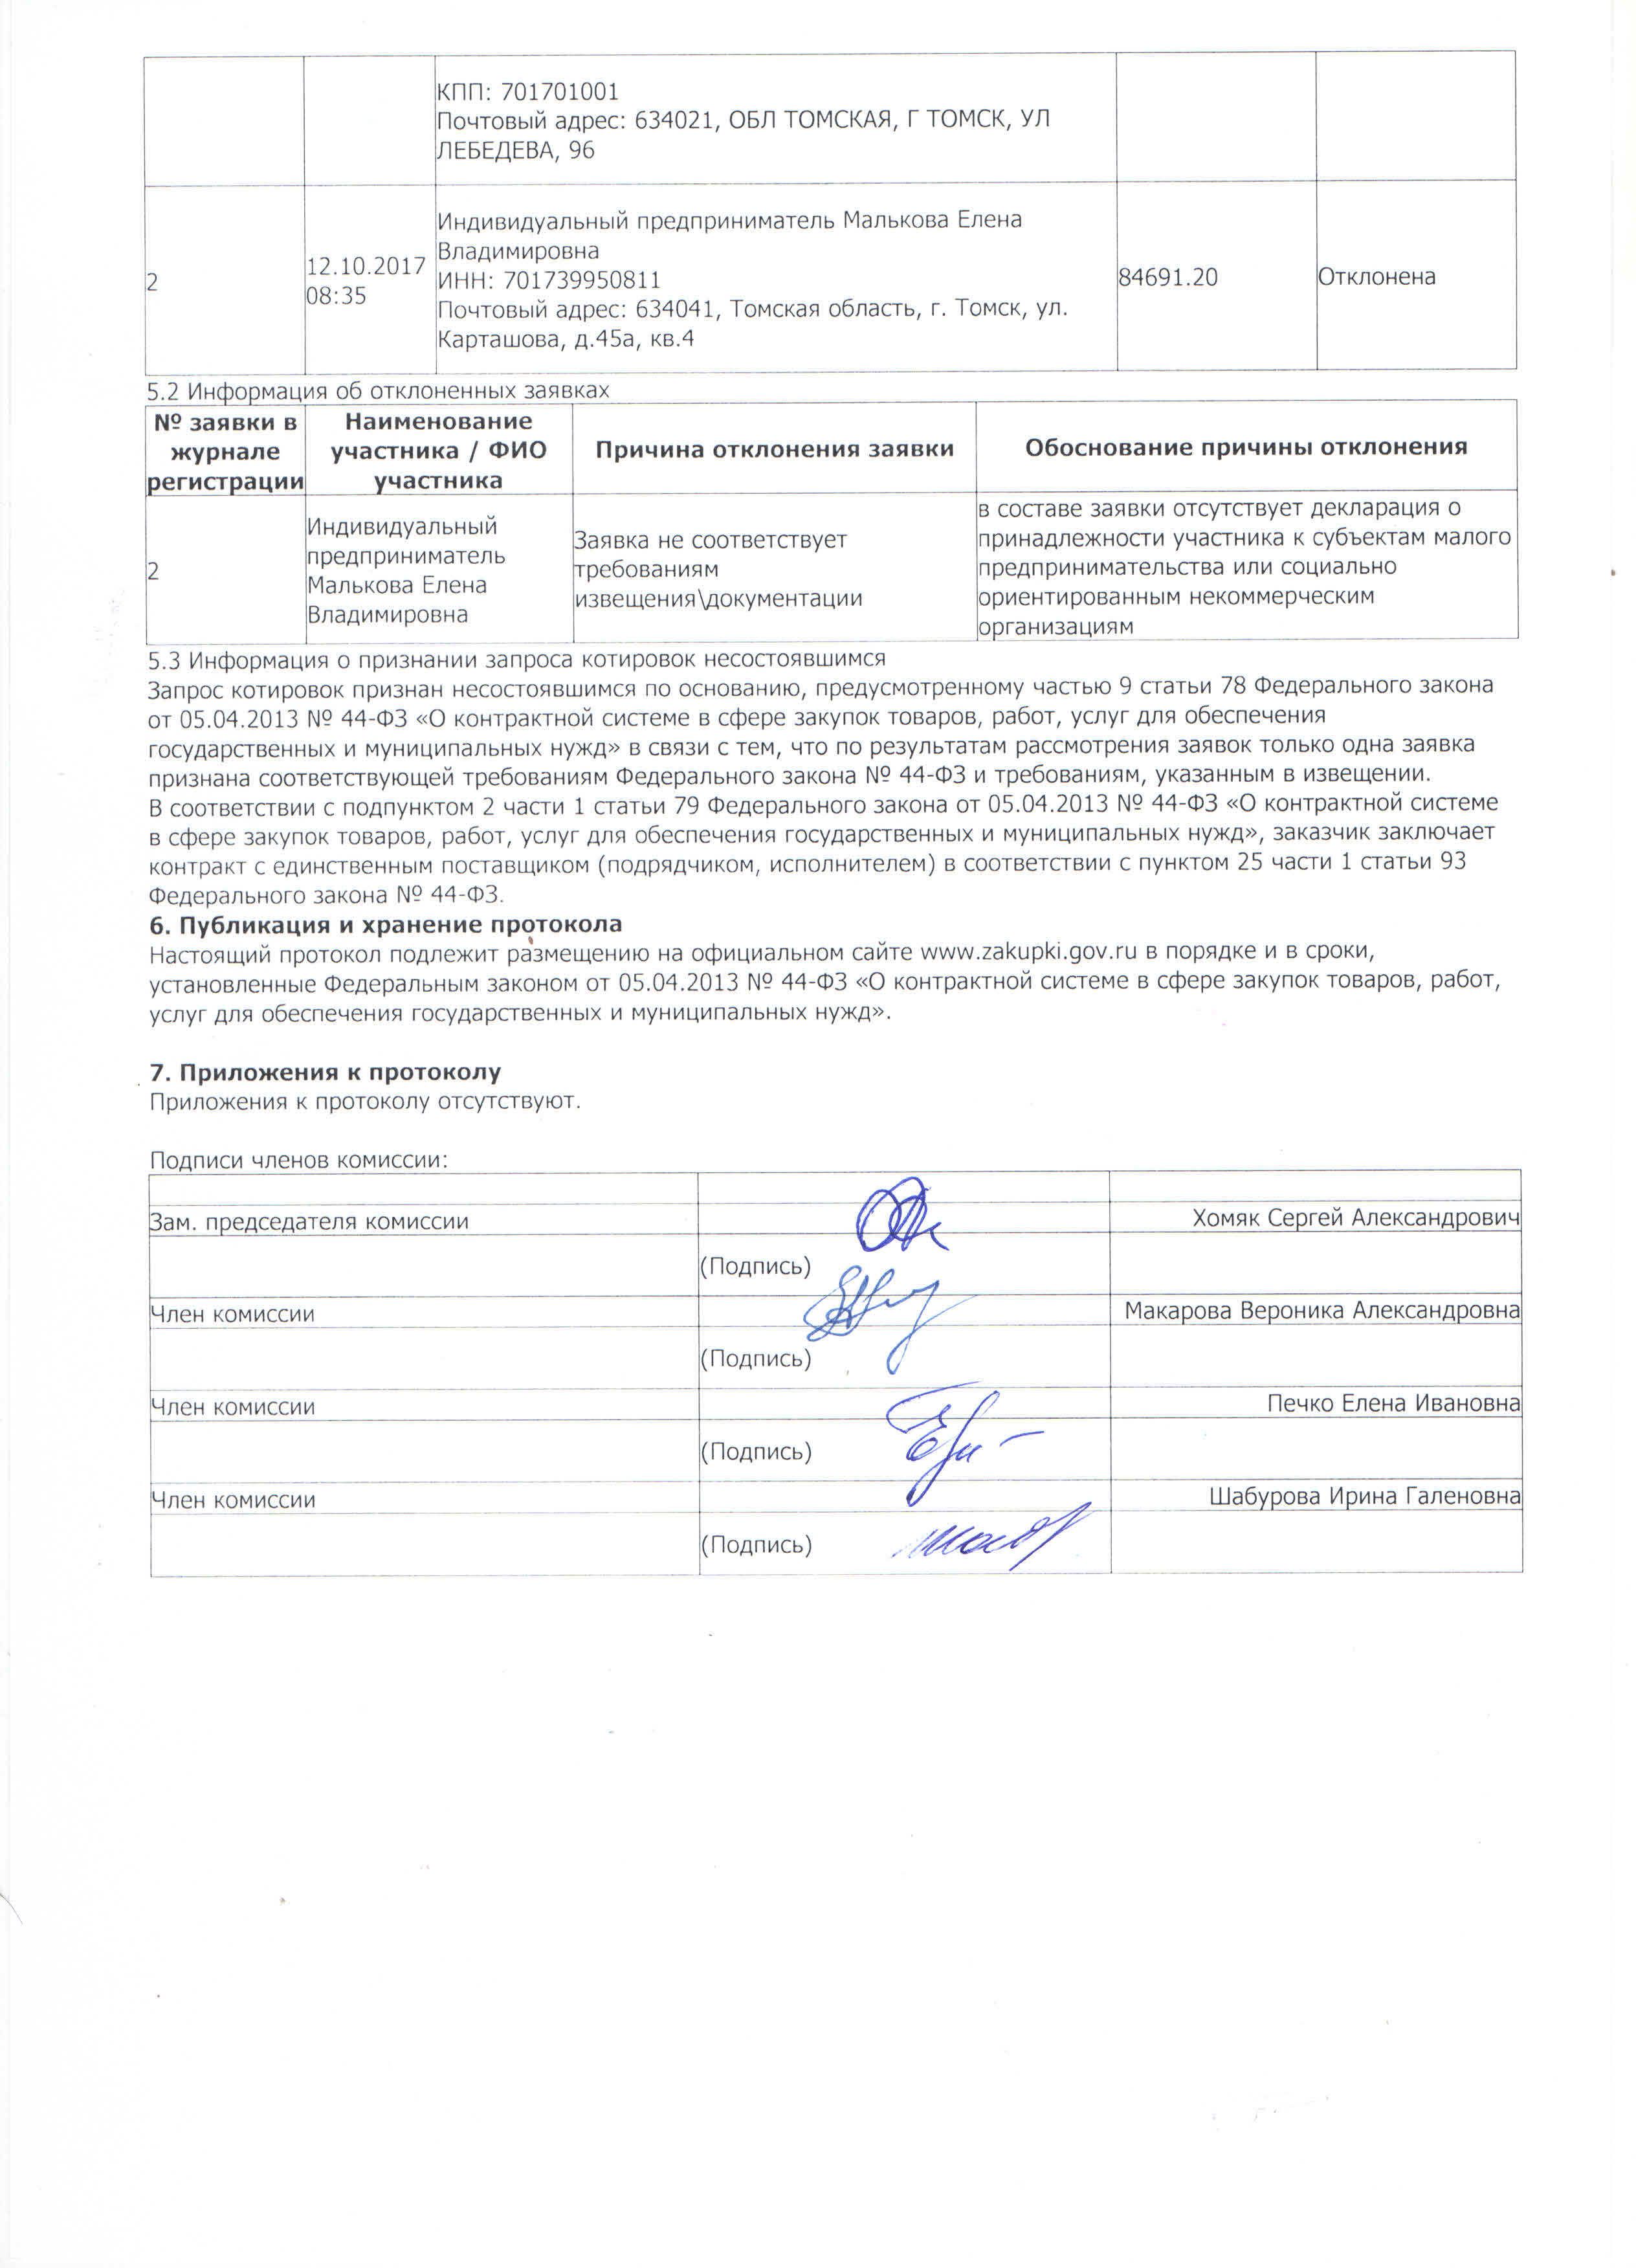 КПП: 701701001
Почтовый адрес: 634021, ОБЛ ТОМСКАЯ, Г ТОМСК, УЛ
ЛЕБЕДЕВА, 96
2
12.10.2017
08:35
Индивидуальный предприниматель Малькова Елена
Владимировна
ИНН: 701739950811
Почтовый адрес: 634041, Томская область, г. Томск, ул.
Карташова, д.45а, кв.4
84691.20
Отклонена
5.2 Информация об отклоненных заявках
№ заявки в
журнале
регистрации
Наименование
участника / ФИО
участника
Причина отклонения заявки
Обоснование причины отклонения
2
Индивидуальный
предприниматель
Малькова Елена
Владимировна
Заявка не соответствует
требованиям
извещения\документации
в составе заявки отсутствует декларация о
принадлежности участника к субъектам малого
предпринимательства или социально
ориентированным некоммерческим
организациям
5.3 Информация о признании запроса котировок несостоявшимся
Запрос котировок признан несостоявшимся по основанию, предусмотренному частью 9 статьи 78 Федерального закона
от 05.04.2013 № 44-ФЗ «О контрактной системе в сфере закупок товаров, работ, услуг для обеспечения
государственных и муниципальных нужд» в связи с тем, что по результатам рассмотрения заявок только одна заявка
признана соответствующей требованиям Федерального закона № 44-ФЗ и требованиям, указанным в извещении.
В соответствии с подпунктом 2 части 1 статьи 79 Федерального закона от 05.04.2013 № 44-ФЗ «О контрактной системе
в сфере закупок товаров, работ, услуг для обеспечения государственных и муниципальных нужд», заказчик заключает
контракт с единственным поставщиком (подрядчиком, исполнителем) в соответствии с пунктом 25 части 1 статьи 93
Федерального закона № 44-ФЗ.
6. Публикация и хранение протокола
Настоящий протокол подлежит размещению на официальном сайте www.zakupki.gov.ru в порядке и в сроки,
установленные Федеральным законом от 05.04.2013 № 44-ФЗ «О контрактной системе в сфере закупок товаров, работ,
услуг для обеспечения государственных и муниципальных нужд».
7. Приложения к протоколу
Приложения к протоколу отсутствуют.
Подписи членов комиссии:
Зам. председателя комиссии
Хомяк Сергей Александрович
(Подпись)
Член комиссии
Макарова Вероника Александровна
(Подпись)
Член комиссии
Печко Елена Ивановна
(Подпись)
Член комиссии
Шабурова Ирина Галеновна
(Подпись)